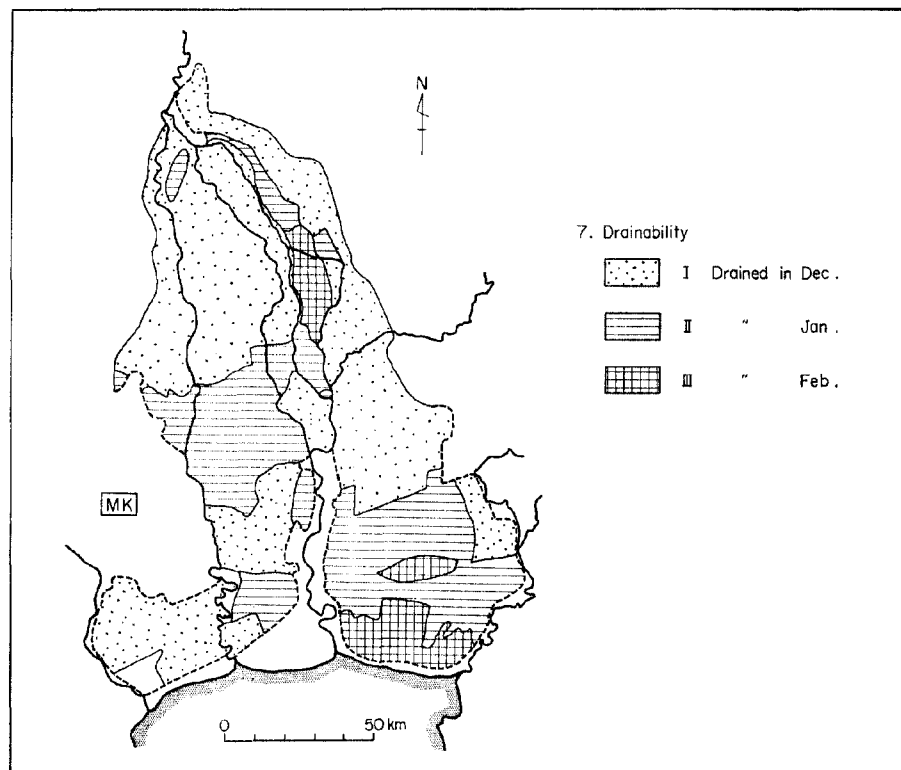 N
7. Drainability
I Drained in Dec.
II " Jan.
III " Feb.
MK
0 50 km